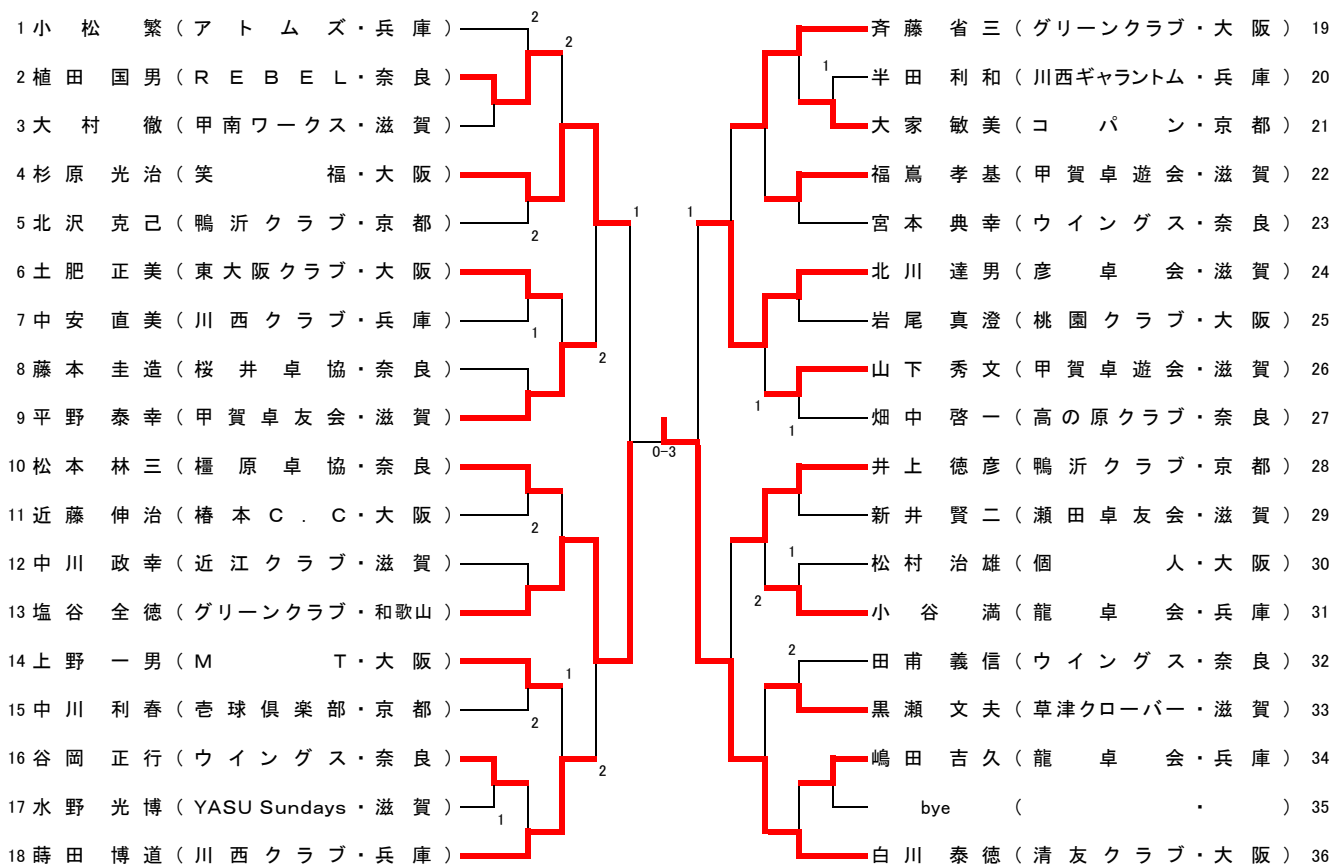 1 小松 繁 (アトムズ・兵庫)
2 植田 国男 (REBEL・奈良)
3 大村 徹 (甲南ワークス・滋賀)
4 杉原 光治 (笑福・大阪)
5 北沢 克己 (鴨沂クラブ・京都)
6 土肥 正美 (東大阪クラブ・大阪)
7 中安 直美 (川西クラブ・兵庫)
8 藤本 圭造 (桜井卓協・奈良)
9 平野 泰幸 (甲賀卓友会・滋賀)
10 松本 林三 (橿原卓協・奈良)
11 近藤 伸治 (椿本C.C・大阪)
12 中川 政幸 (近江クラブ・滋賀)
13 塩谷 全徳 (グリーンクラブ・和歌山)
14 上野 一男 (MT・大阪)
15 中川 利春 (壱球倶楽部・京都)
16 谷岡 正行 (ウイングス・奈良)
17 水野 光博 (YASU Sundays・滋賀)
18 蒔田 博道 (川西クラブ・兵庫)
2
2
2
1
1
2
0-3
2
1
2
2
1
1
1
1
1
1
2
2
斉藤 省三 (グリーンクラブ・大阪) 19
半田 利和 (川西ギャラントム・兵庫) 20
大家 敏美 (コパン・京都) 21
福嶌 孝基 (甲賀卓遊会・滋賀) 22
宮本 典幸 (ウイングス・奈良) 23
北川 達男 (彦卓会・滋賀) 24
岩尾 真澄 (桃園クラブ・大阪) 25
山下 秀文 (甲賀卓遊会・滋賀) 26
畑中 啓一 (高の原クラブ・奈良) 27
井上 徳彦 (鴨沂クラブ・京都) 28
新井 賢二 (瀬田卓友会・滋賀) 29
松村 治雄 (個人・大阪) 30
小谷 満 (龍卓会・兵庫) 31
田甫 義信 (ウイングス・奈良) 32
黒瀬 文夫 (草津クローバー・滋賀) 33
嶋田 吉久 (龍卓会・兵庫) 34
bye (・) 35
白川 泰徳 (清友クラブ・大阪) 36